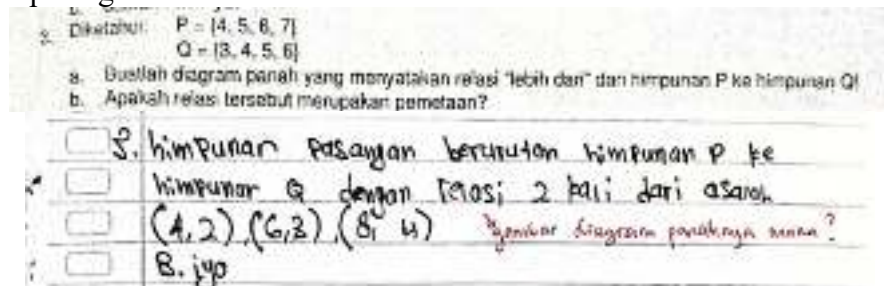 2. Diketahui: P = {4, 5, 6, 7}
Q = {3, 4, 5, 6}
a. Buatlah diagram panah yang menyatakan relasi "lebih dari" dari himpunan P ke himpunan Q!
b. Apakah relasi tersebut merupakan pemetaan?
himpunan pasangan berurutan himpunan P ke
himpunan Q dengan relasi 2 kali dari
(4,2), (6,3), (8, 4) gambar diagram panahnya mana?
B. iya